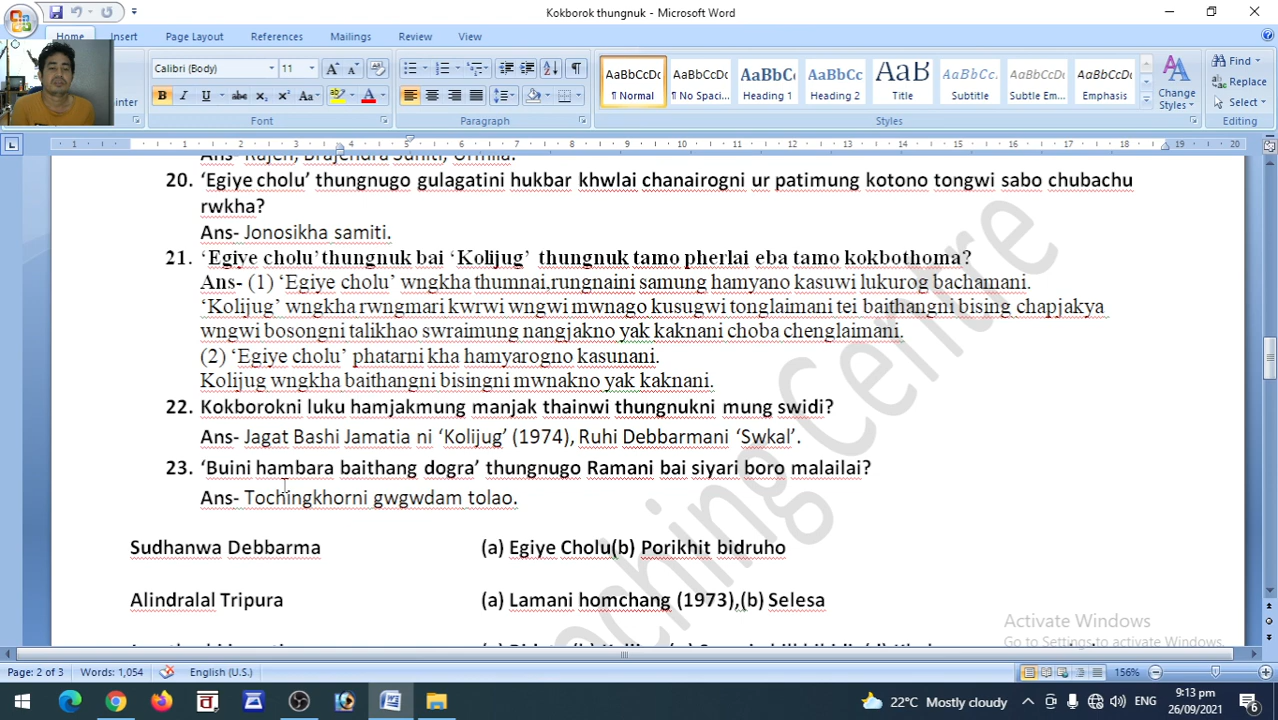 Kokborok thungnuk - Microsoft Word
Home Insert Page Layout References Mailings Review View
Calibri (Body) 11
Find
Replace
Select
AaBbCcDc AaBbCcDc AaBbCc AaBbCc AaB AaBbCc. AaBbCcDc AaBbCcDc
¶ Normal ¶ No Spaci... Heading 1 Heading 2 Title Subtitle Subtle Em... Emphasis
Change Styles
Font Paragraph Styles Editing
Ans- Rajen, Brajendra Suniti, Urmila.
20. ‘Egiye cholu’ thungnugo gulagatini hukbar khwlai chanairogni ur patimung kotono tongwi sabo chubachu
rwkha?
Ans- Jonosikha samiti.
21. ‘Egiye cholu’ thungnuk bai ‘Kolijug’ thungnuk tamo pherlai eba tamo kokbothoma?
Ans- (1) ‘Egiye cholu’ wngkha thumnai,rungnaini samung hamyano kasuwi lukurog bachamani.
‘Kolijug’ wngkha rwngmari kwrwi wngwi mwnago kusugwi tonglaimani tei baithangni bising chapjakya
wngwi bosongni talikhao swraimung nangjakno yak kaknani choba chenglaimani.
(2) ‘Egiye cholu’ phatarni kha hamyarogno kasunani.
Kolijug wngkha baithangni bisingni mwnakno yak kaknani.
22. Kokborokni luku hamjakmung manjak thainwi thungnukni mung swidi?
Ans- Jagat Bashi Jamatia ni ‘Kolijug’ (1974), Ruhi Debbarmani ‘Swkal’.
23. ‘Buini hambara baithang dogra’ thungnugo Ramani bai siyari boro malailai?
Ans- Tochingkhorni gwgwdam tolao.
Sudhanwa Debbarma (a) Egiye Cholu(b) Porikhit bidruho
Alindralal Tripura (a) Lamani homchang (1973),(b) Selesa
ching Centre
Activate Windows
Go to Settings to activate Windows.
Page: 2 of 3 Words: 1,054 English (U.S.) 156%
22°C Mostly cloudy ENG 9:13 pm
26/09/2021